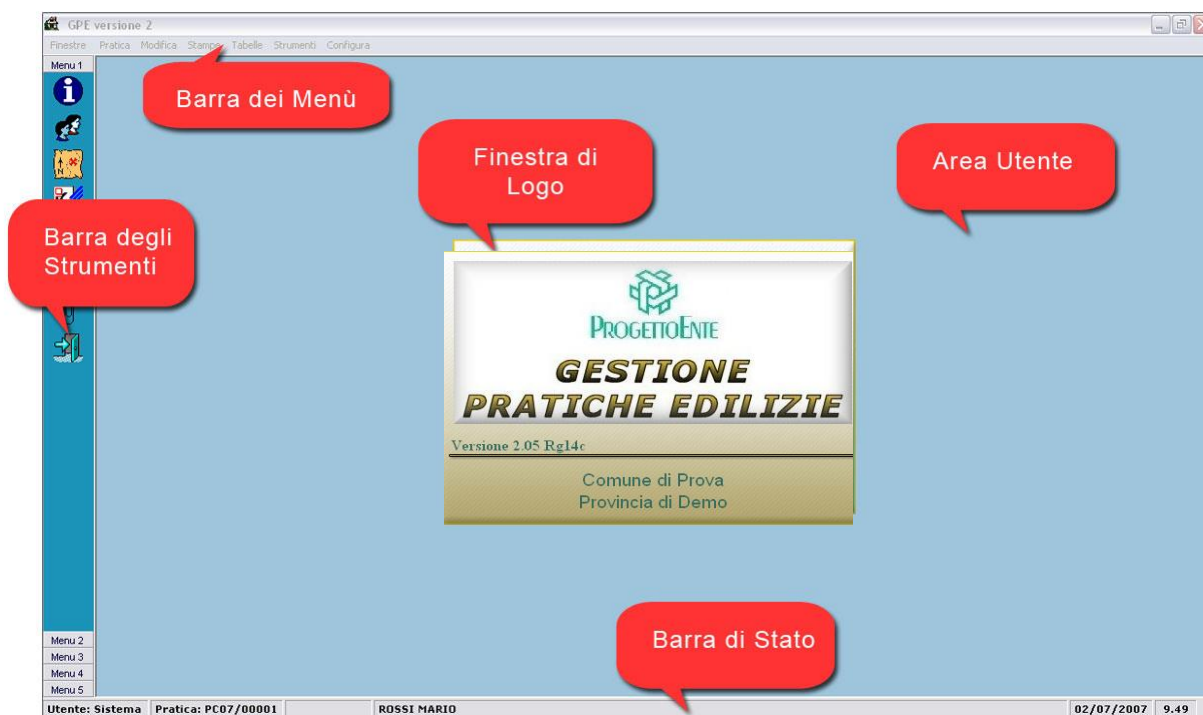 GPE versione 2
Finestre Pratica Modifica Stampe Tabelle Strumenti Configura
Menu 1
Barra dei Menù
Finestra di
Logo
Area Utente
Barra degli
Strumenti
PROGETTOENTE
GESTIONE
PRATICHE EDILIZIE
Versione 2.05 Rg14c
Comune di Prova
Provincia di Demo
Barra di Stato
Menu 2
Menu 3
Menu 4
Menu 5
Utente: Sistema Pratica: PC07/00001 ROSSI MARIO 02/07/2007 9.49